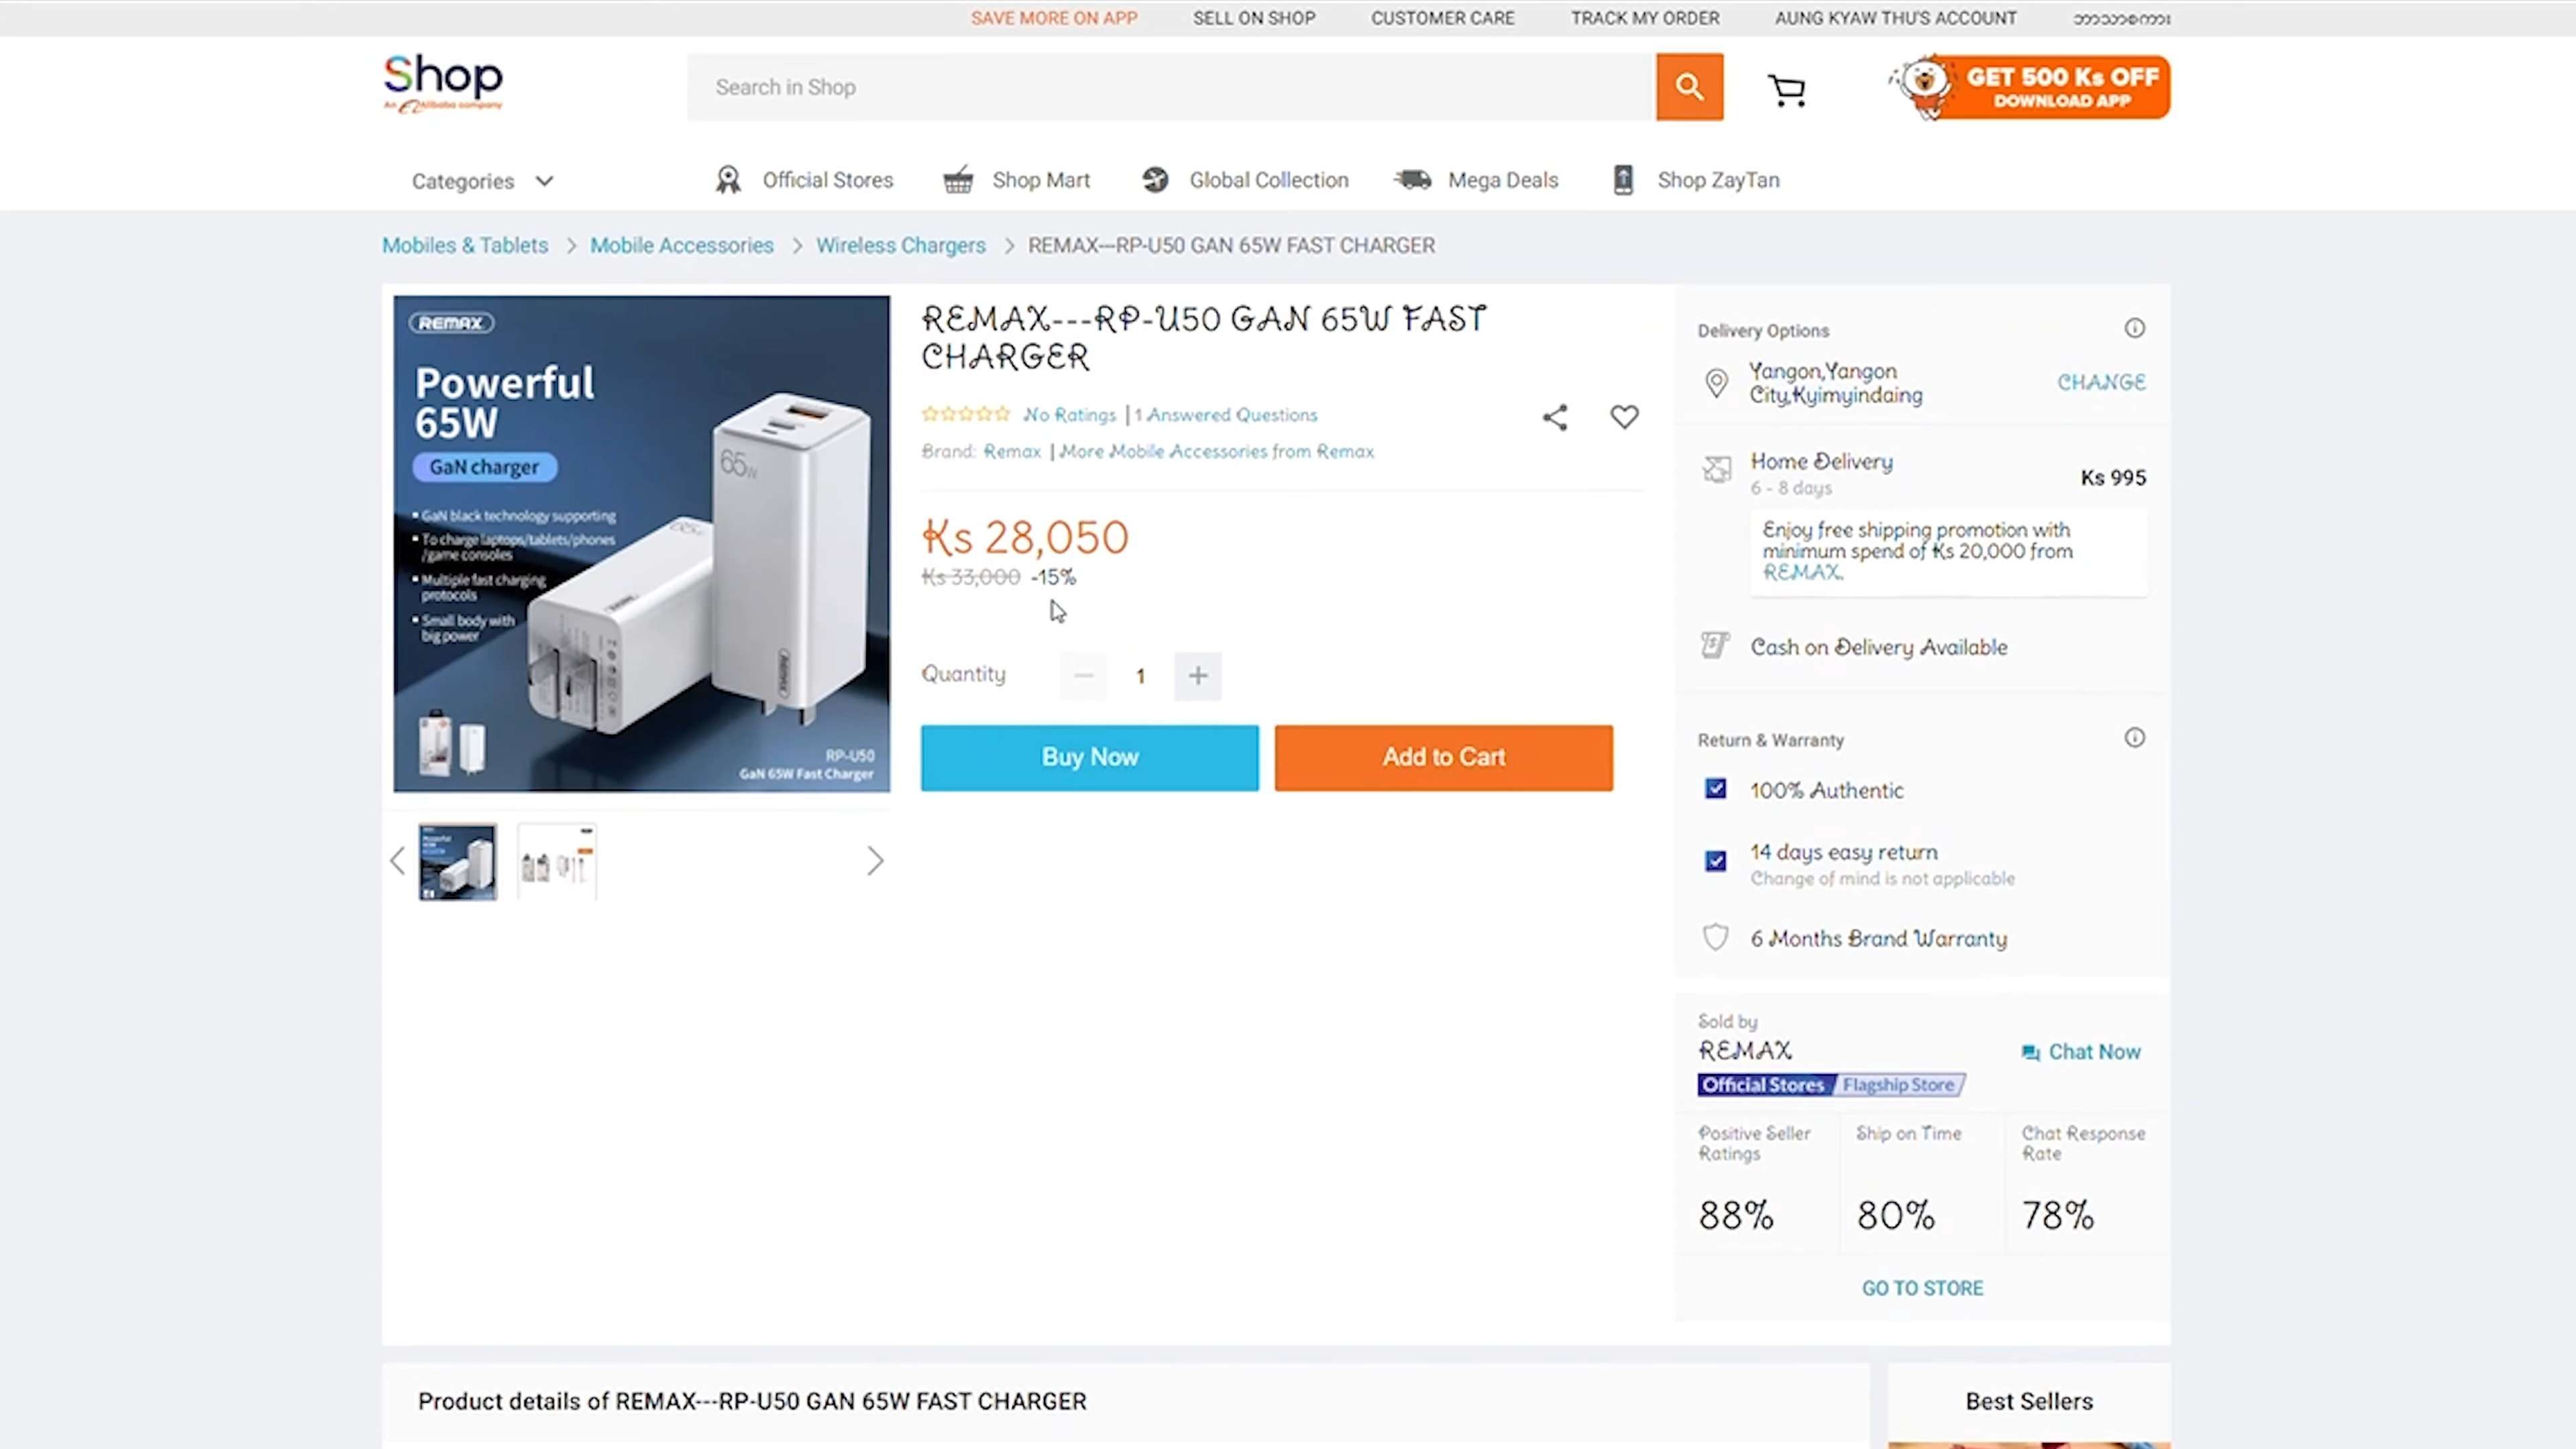 SAVE MORE ON APP SELL ON SHOP CUSTOMER CARE TRACK MY ORDER AUNG KYAW THU'S ACCOUNT ဘာသာစကား
Shop
An Alibaba company
Search in Shop
GET 500 Ks OFF
DOWNLOAD APP
Categories Official Stores Shop Mart Global Collection Mega Deals Shop ZayTan
Mobiles & Tablets > Mobile Accessories > Wireless Chargers > REMAX---RP-U50 GAN 65W FAST CHARGER
REMAX
Powerful
65W
GaN charger
GaN black technology supporting
To charge laptops/tablets/phones
/game consoles
Multiple fast charging
protocols
Small body with
big power
65W
REMAX
RP-U50
GaN 65W Fast Charger
REMAX---RP-U50 GAN 65W FAST
CHARGER
No Ratings | 1 Answered Questions
Brand: Remax | More Mobile Accessories from Remax
Ks 28,050
Ks 33,000 -15%
Quantity 1
Buy Now Add to Cart
Delivery Options
Yangon,Yangon
City,Kyimyindaing
CHANGE
Home Delivery
6 - 8 days
Ks 995
Enjoy free shipping promotion with
minimum spend of Ks 20,000 from
REMAX.
Cash on Delivery Available
Return & Warranty
100% Authentic
14 days easy return
Change of mind is not applicable
6 Months Brand Warranty
Sold by
REMAX
Chat Now
Official Stores Flagship Store
Positive Seller
Ratings
88%
Ship on Time
80%
Chat Response
Rate
78%
GO TO STORE
Product details of REMAX---RP-U50 GAN 65W FAST CHARGER
Best Sellers